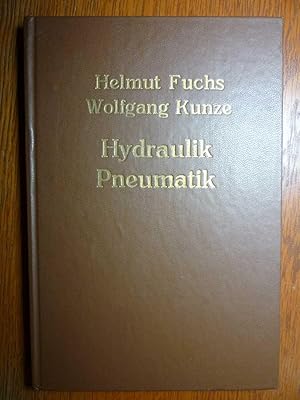 Helmut Fuchs
Wolfgang Kunze
Hydraulik
Pneumatik